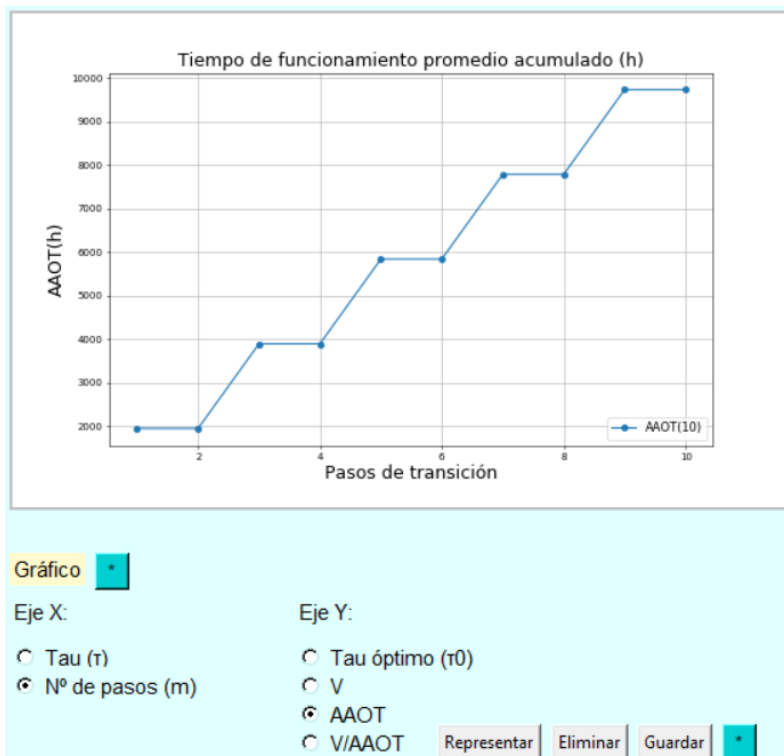 Tiempo de funcionamiento promedio acumulado (h)
10000
9000
8000
7000
6000
5000
4000
3000
2000
AAOT(h)
AAOT(10)
2 4 6 8 10
Pasos de transición
Gráfico *
Eje X: Eje Y:
Tau (τ) Tau óptimo (τ0)
Nº de pasos (m) V
AAOT
V/AAOT Representar Eliminar Guardar *